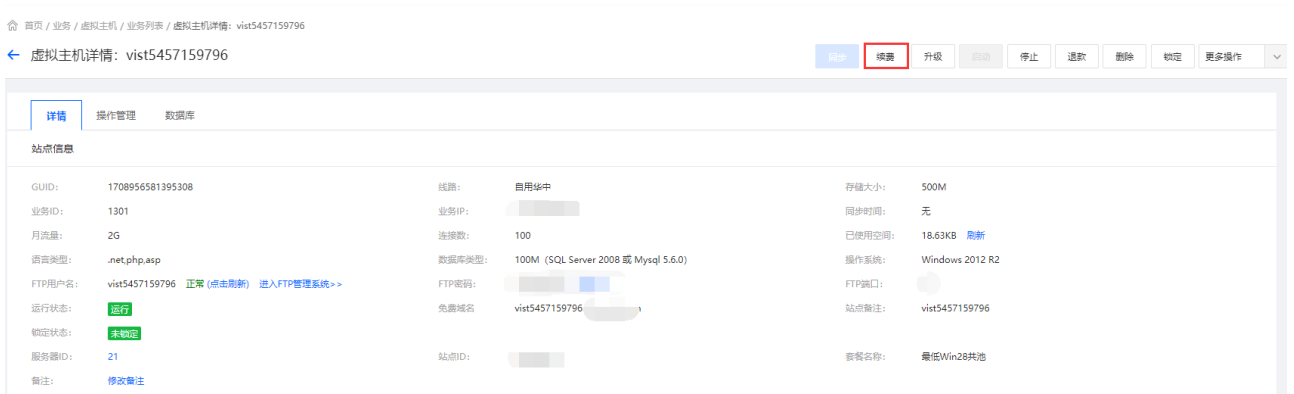 首页 / 业务 / 虚拟主机 / 业务列表 / 虚拟主机详情：vist5457159796
← 虚拟主机详情：vist5457159796 同步 续费 升级 启动 停止 退款 删除 锁定 更多操作
详情 操作管理 数据库
站点信息
GUID: 1708956581395308 线路: 自用华中 存储大小: 500M
业务ID: 1301 业务IP: 同步时间: 无
月流量: 2G 连接数: 100 已使用空间: 18.63KB 刷新
语言类型: .net,php,asp 数据库类型: 100M（SQL Server 2008 或 Mysql 5.6.0） 操作系统: Windows 2012 R2
FTP用户名: vist5457159796 正常 (点击刷新) 进入FTP管理系统>> FTP密码: FTP端口:
运行状态: 运行 免费域名 vist5457159796 站点备注: vist5457159796
锁定状态: 未锁定
服务器ID: 21 站点ID: 套餐名称: 最低Win28共池
备注: 修改备注